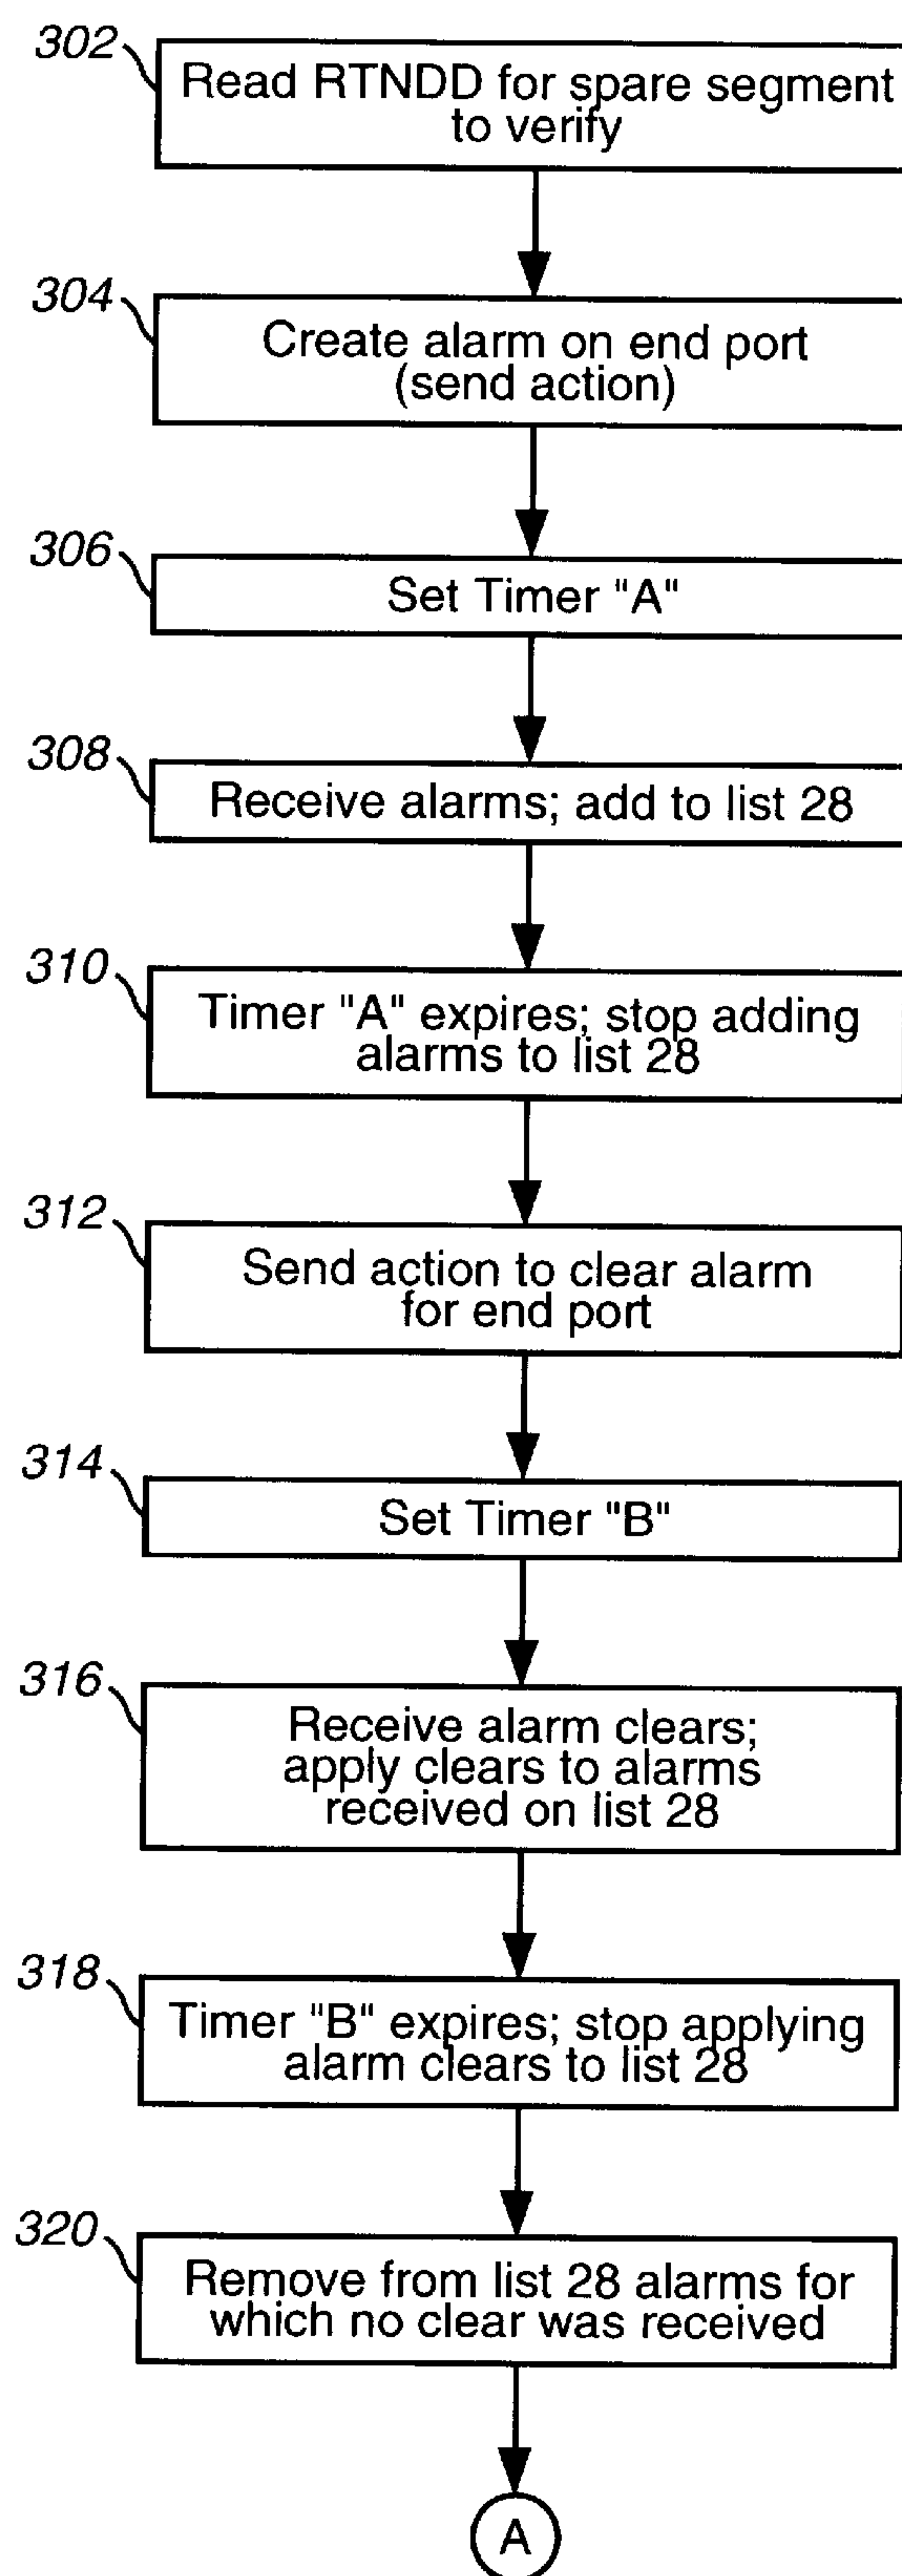 302
Read RTNDD for spare segment
to verify
304
Create alarm on end port
(send action)
306
Set Timer "A"
308
Receive alarms; add to list 28
310
Timer "A" expires; stop adding
alarms to list 28
312
Send action to clear alarm
for end port
314
Set Timer "B"
316
Receive alarm clears;
apply clears to alarms
received on list 28
318
Timer "B" expires; stop applying
alarm clears to list 28
320
Remove from list 28 alarms for
which no clear was received
A